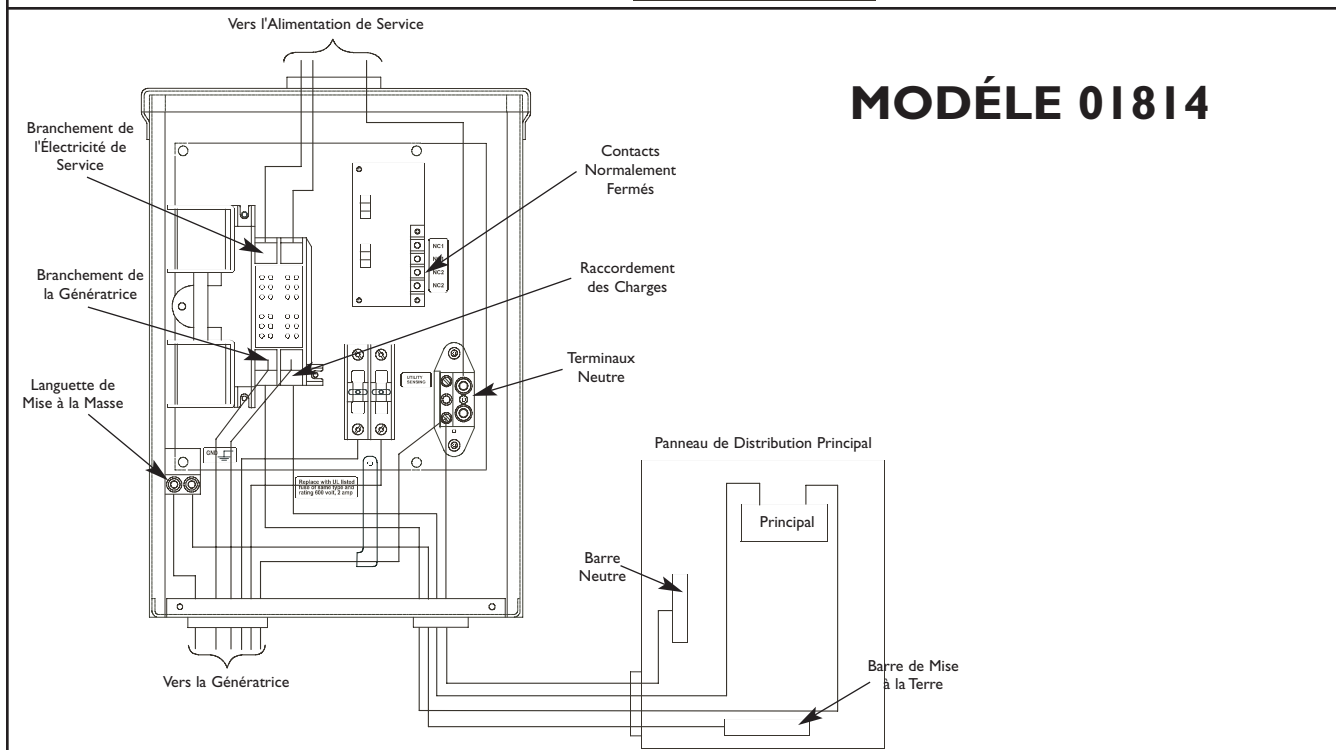 Vers l'Alimentation de Service
MODÉLE 01814
Branchement de
l'Électricité de
Service
Contacts
Normalement
Fermés
NC1
NC2
NC2
Branchement de
la Génératrice
Raccordement
des Charges
Terminaux
Neutre
UTILITY
SENSING
Languette de
Mise à la Masse
GND
Replace with UL listed
fuse of same type and
rating 600 volt, 2 amp
Panneau de Distribution Principal
Principal
Barre
Neutre
Barre de Mise
à la Terre
Vers la Génératrice